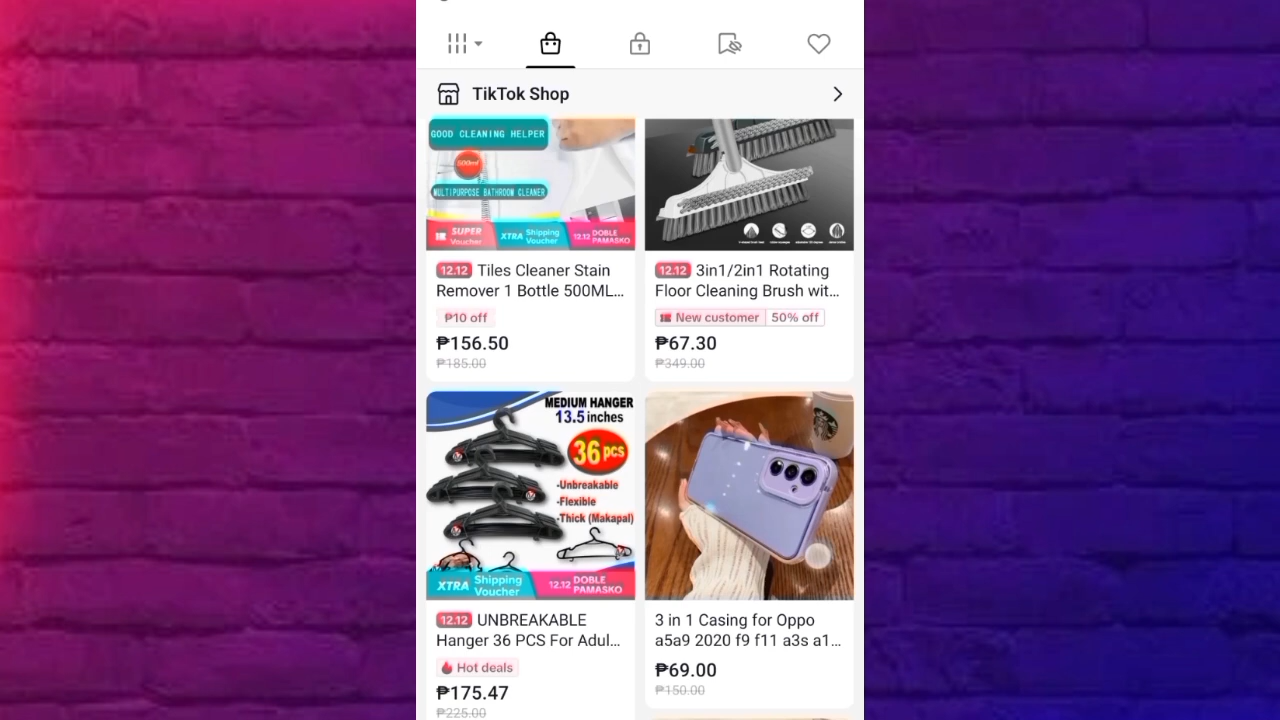 TikTok Shop
GOOD CLEANING HELPER
500ml
MULTIPURPOSE BATHROOM CLEANER
SUPER
Voucher
XTRA Shipping
Voucher
12.12 DOBLE
PAMASKO
12.12 Tiles Cleaner Stain
Remover 1 Bottle 500ML...
₱10 off
₱156.50
₱185.00
12.12 3in1/2in1 Rotating
Floor Cleaning Brush wit...
New customer 50% off
₱67.30
₱349.00
MEDIUM HANGER
13.5 inches
36 pcs
-Unbreakable
-Flexible
-Thick (Makapal)
XTRA Shipping
Voucher
12.12 DOBLE
PAMASKO
12.12 UNBREAKABLE
Hanger 36 PCS For Adul...
Hot deals
₱175.47
₱225.00
3 in 1 Casing for Oppo
a5a9 2020 f9 f11 a3s a1...
₱69.00
₱150.00